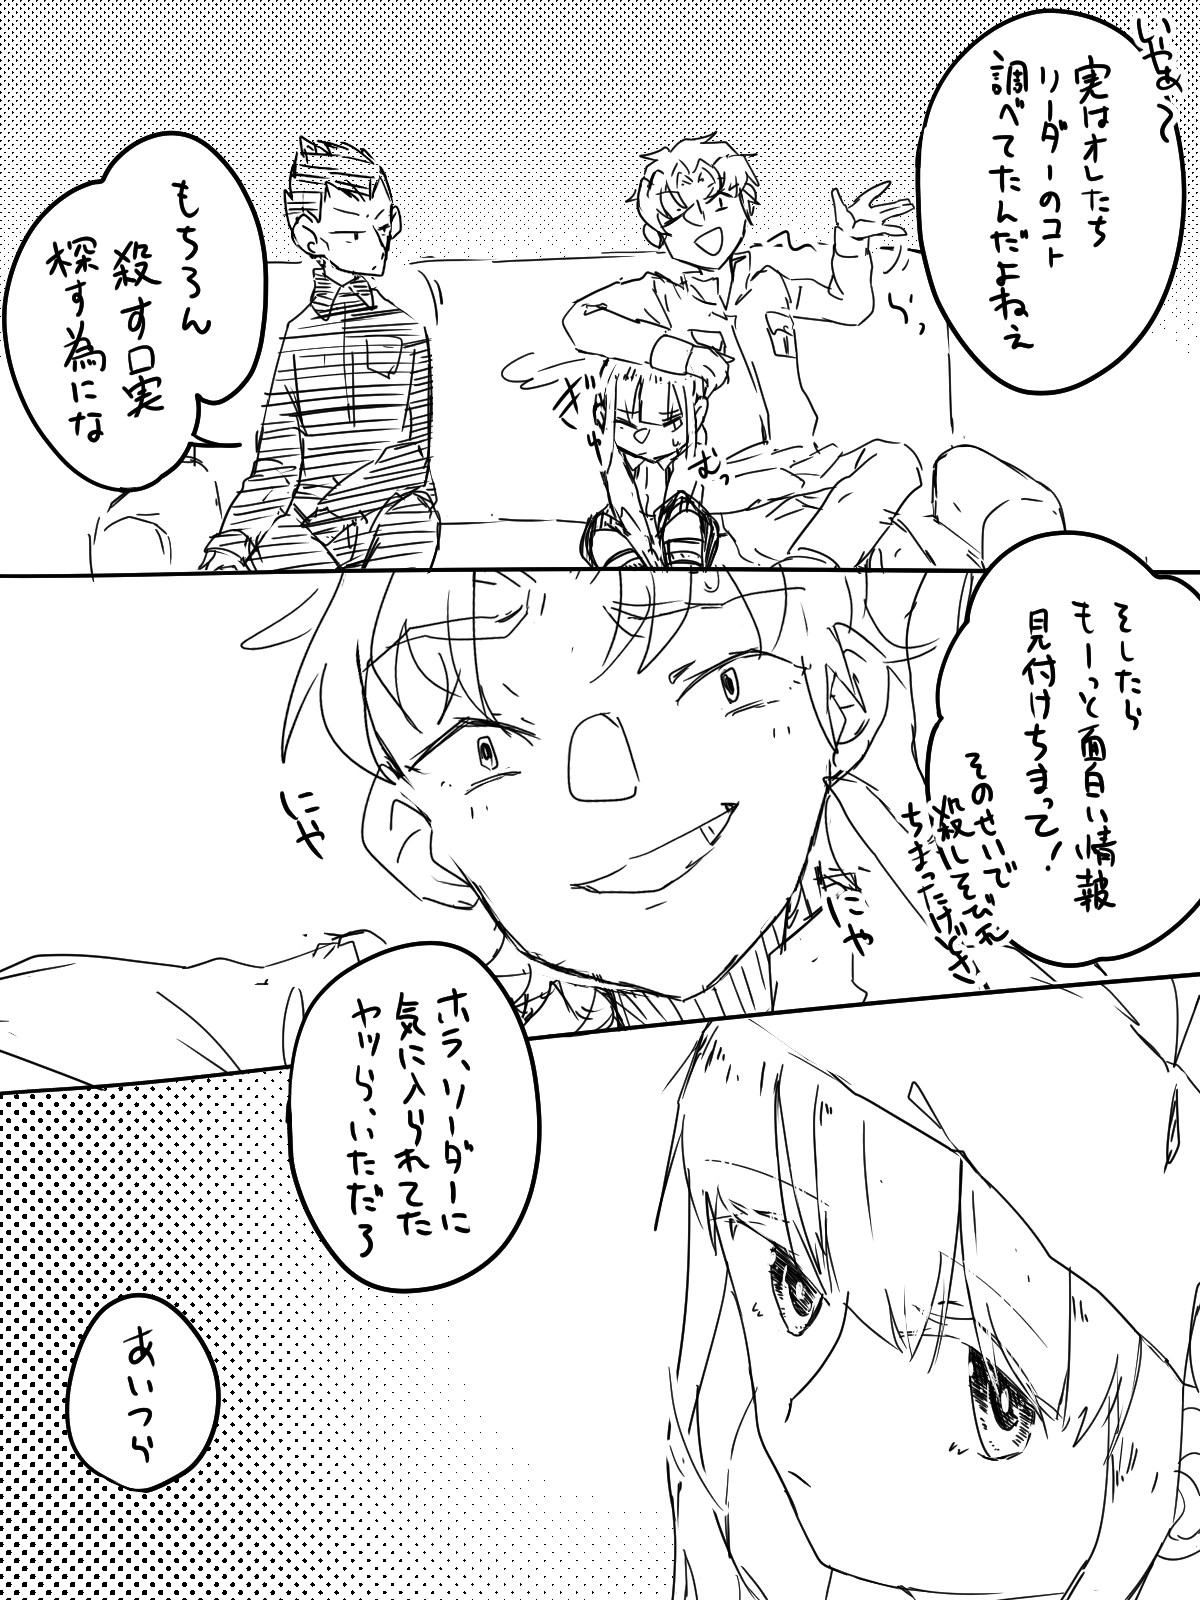 いやぁ〜
実はオレたち
リーダーのコト
調べてたんだよねえ
ひらっ
もちろん
殺す口実
探す為にな
むっ
そしたら
もーっと面白い情報
見付けちまって!
そのせいで
殺しそびれ
ちまったけどさ
にや
にや
ホラ、リーダーに
気に入られてた
ヤツら、いただろ
あいつら